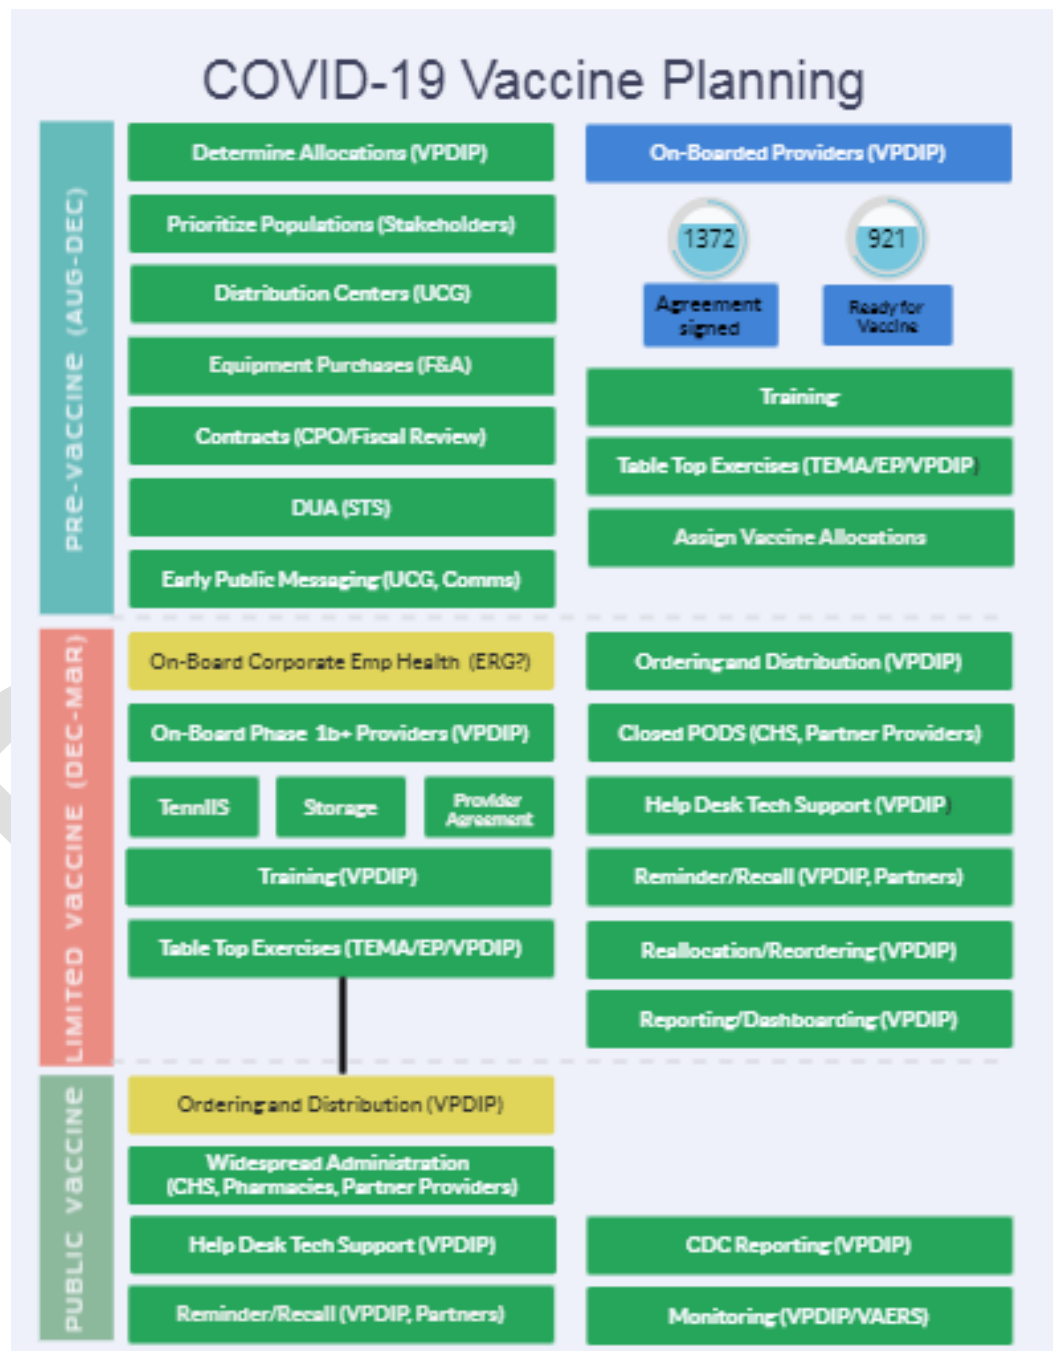 COVID-19 Vaccine Planning
PRE-VACCINE (AUG-DEC)
Determine Allocations (VPDIP)
Prioritize Populations (Stakeholders)
Distribution Centers (UCG)
Equipment Purchases (F&A)
Contracts (CPO/Fiscal Review)
DUA (STS)
Early Public Messaging (UCG, Comms)
On-Boarded Providers (VPDIP)
1372
921
Agreement
signed
Ready for
Vaccine
Training
Table Top Exercises (TEMA/EP/VPDIP)
Assign Vaccine Allocations
LIMITED VACCINE (DEC-MAR)
On-Board Corporate Emp Health (ERG?)
On-Board Phase 1b+ Providers (VPDIP)
TennIIS
Storage
Provider
Agreement
Training (VPDIP)
Table Top Exercises (TEMA/EP/VPDIP)
Ordering and Distribution (VPDIP)
Closed PODS (CHS, Partner Providers)
Help Desk Tech Support (VPDIP)
Reminder/Recall (VPDIP, Partners)
Reallocation/Reordering (VPDIP)
Reporting/Dashboarding (VPDIP)
PUBLIC VACCINE
Ordering and Distribution (VPDIP)
Widespread Administration
(CHS, Pharmacies, Partner Providers)
Help Desk Tech Support (VPDIP)
Reminder/Recall (VPDIP, Partners)
CDC Reporting (VPDIP)
Monitoring (VPDIP/VAERS)